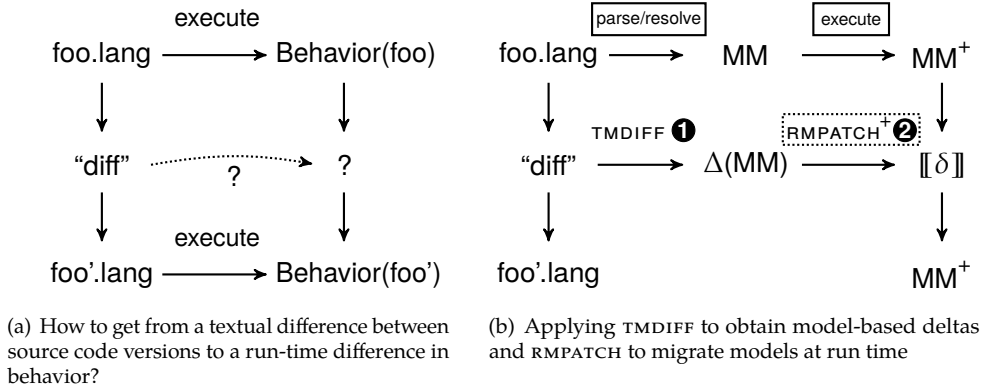 execute
foo.lang
Behavior(foo)
“diff”
?
?
execute
foo'.lang
Behavior(foo')
(a) How to get from a textual difference between
source code versions to a run-time difference in
behavior?
parse/resolve
execute
foo.lang
MM
MM⁺
TMDIFF ❶
RMPATCH⁺ ❷
“diff”
Δ(MM)
⟦δ⟧
foo'.lang
MM⁺
(b) Applying TMDIFF to obtain model-based deltas
and RMPATCH to migrate models at run time